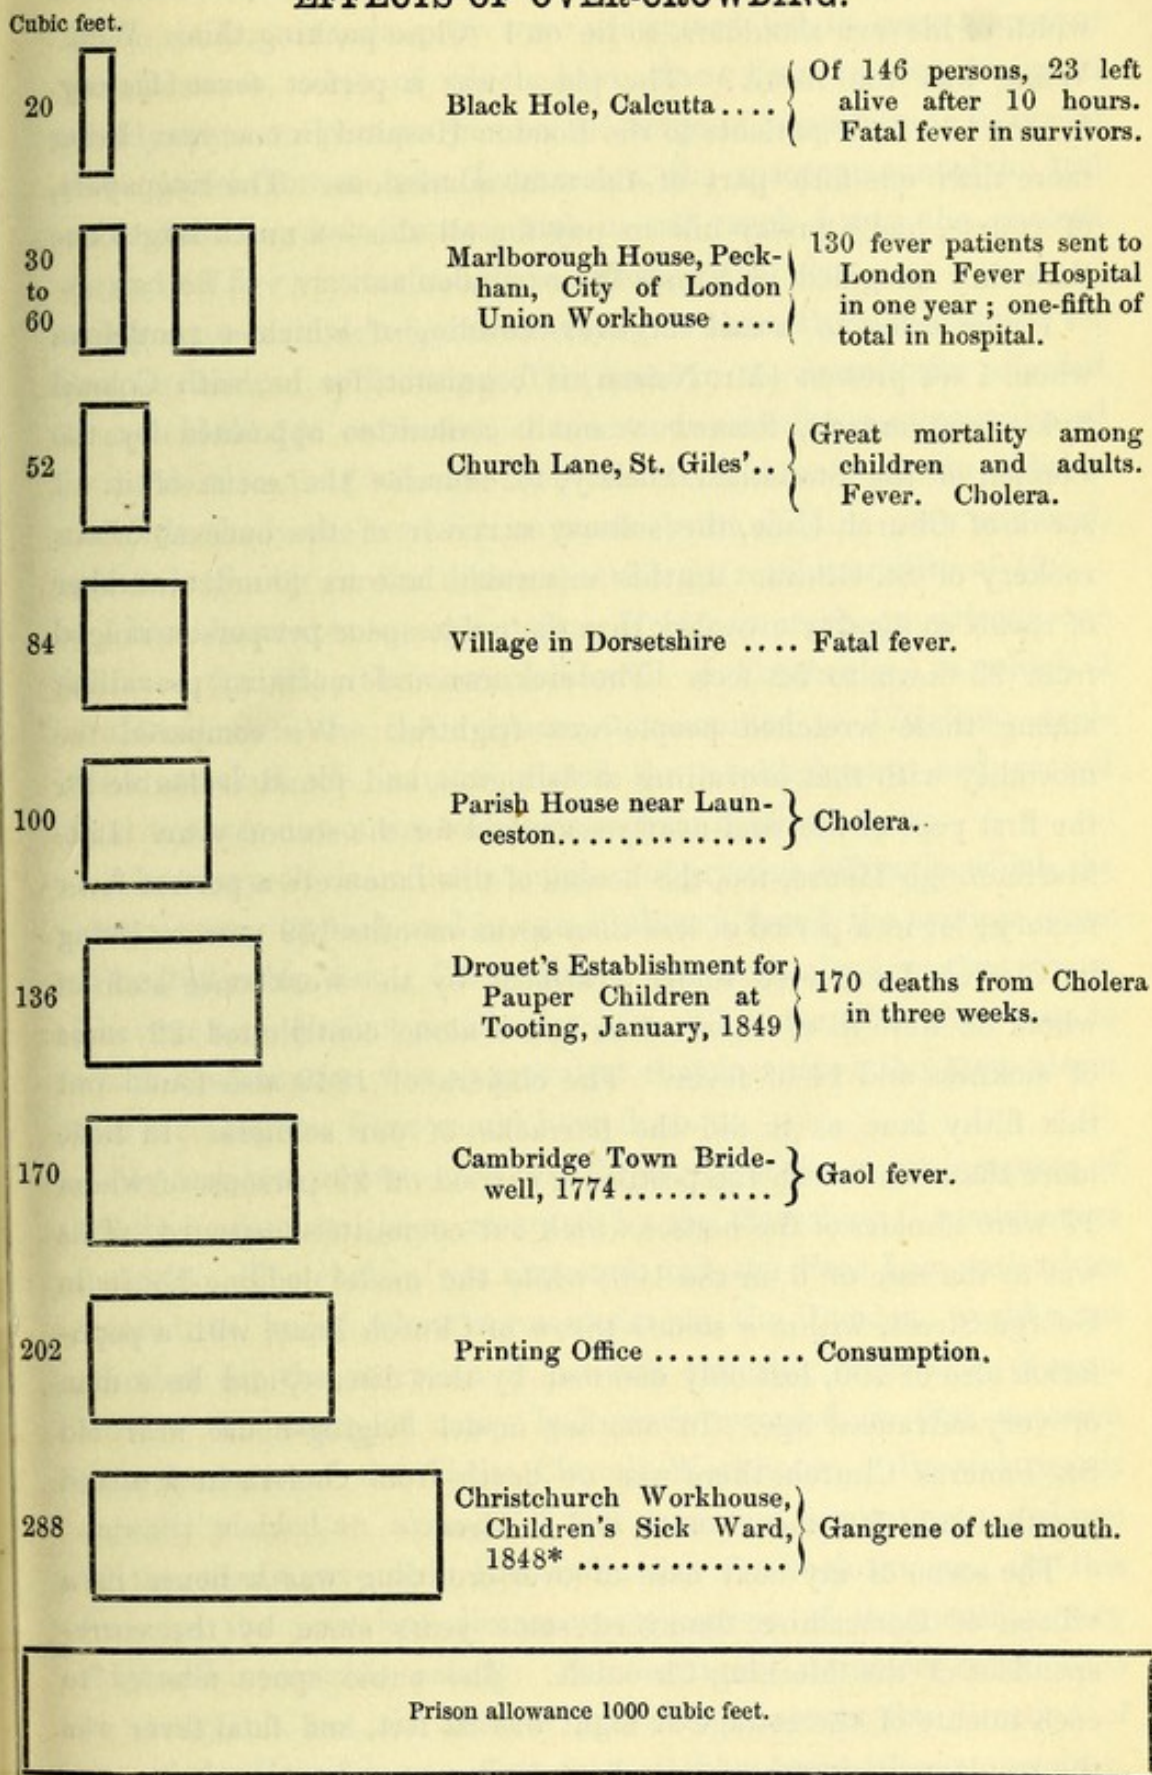 EFFECTS OF OVER-CROWDING.
Cubic feet.
20
Black Hole, Calcutta....
Of 146 persons, 23 left
alive after 10 hours.
Fatal fever in survivors.
30
to
60
Marlborough House, Peck-
ham, City of London
Union Workhouse ....
130 fever patients sent to
London Fever Hospital
in one year ; one-fifth of
total in hospital.
52
Church Lane, St. Giles'..
Great mortality among
children and adults.
Fever. Cholera.
84
Village in Dorsetshire .... Fatal fever.
100
Parish House near Laun-
ceston..............
Cholera.
136
Drouet's Establishment for
Pauper Children at
Tooting, January, 1849
170 deaths from Cholera
in three weeks.
170
Cambridge Town Bride-
well, 1774..........
Gaol fever.
202
Printing Office .......... Consumption.
288
Christchurch Workhouse,
Children's Sick Ward,
1848* ..............
Gangrene of the mouth.
Prison allowance 1000 cubic feet.